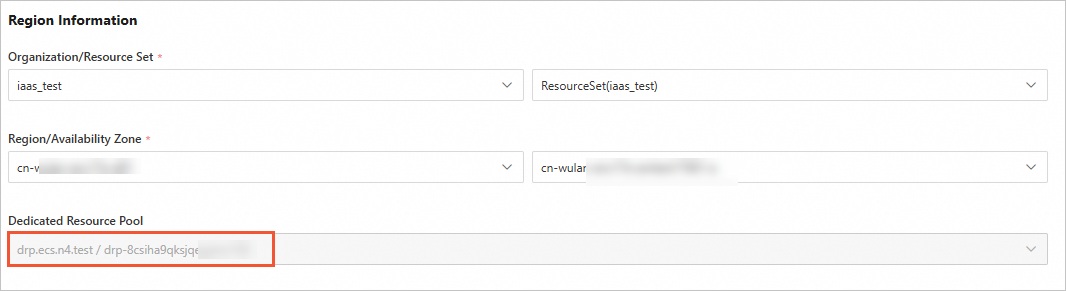 Region Information
Organization/Resource Set *
iaas_test
ResourceSet(iaas_test)
Region/Availability Zone *
cn-w
cn-wular
Dedicated Resource Pool
drp.ecs.n4.test / drp-8csiha9qksjqe